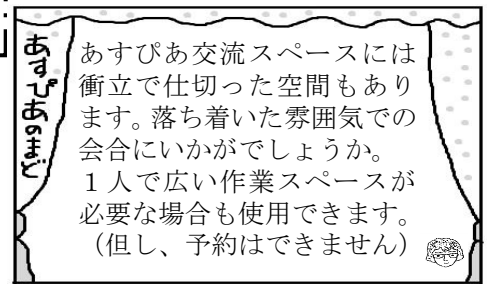 あすぴあのまど
あすぴあ交流スペースには
衝立で仕切った空間もあり
ます。落ち着いた雰囲気での
会合にいかがでしょうか。
１人で広い作業スペースが
必要な場合も使用できます。
（但し、予約はできません）